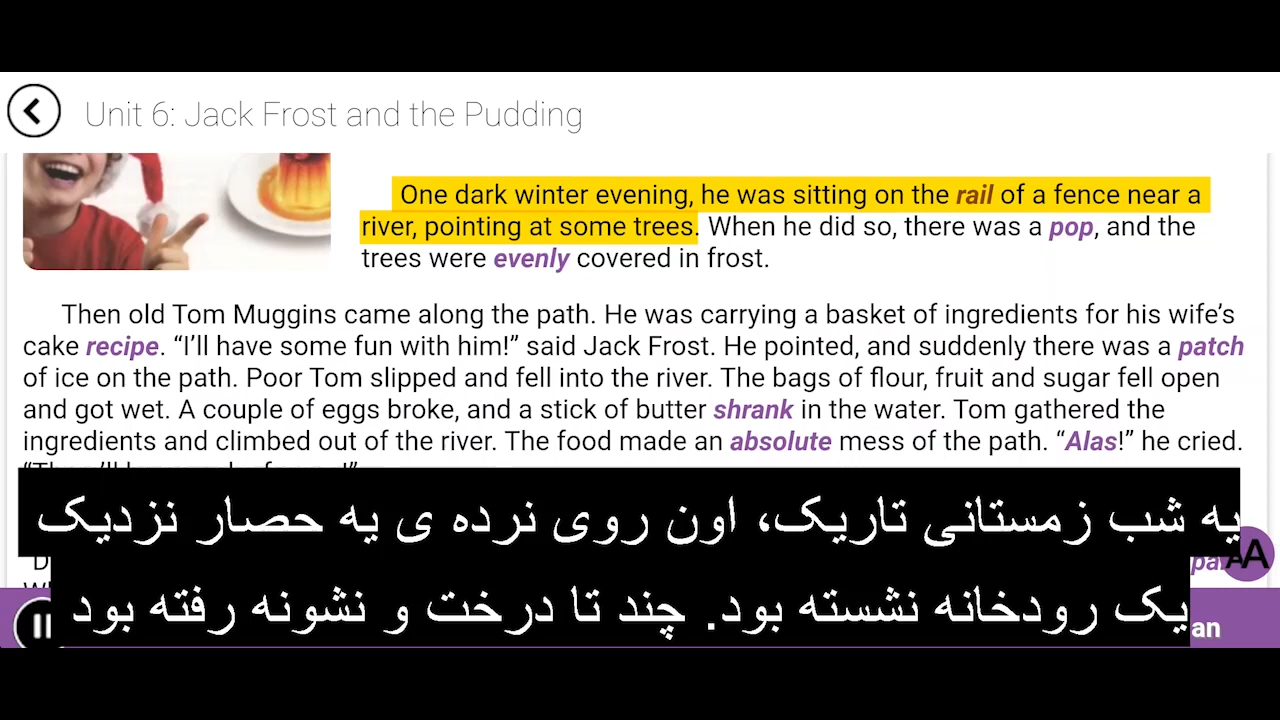 Unit 6: Jack Frost and the Pudding
One dark winter evening, he was sitting on the rail of a fence near a
river, pointing at some trees. When he did so, there was a pop, and the
trees were evenly covered in frost.
Then old Tom Muggins came along the path. He was carrying a basket of ingredients for his wife’s
cake recipe. “I’ll have some fun with him!” said Jack Frost. He pointed, and suddenly there was a patch
of ice on the path. Poor Tom slipped and fell into the river. The bags of flour, fruit and sugar fell open
and got wet. A couple of eggs broke, and a stick of butter shrank in the water. Tom gathered the
ingredients and climbed out of the river. The food made an absolute mess of the path. “Alas!” he cried.
یه شب زمستانی تاریک، اون روی نرده ی یه حصار نزدیک
یک رودخانه نشسته بود. چند تا درخت و نشونه رفته بود
AA
an